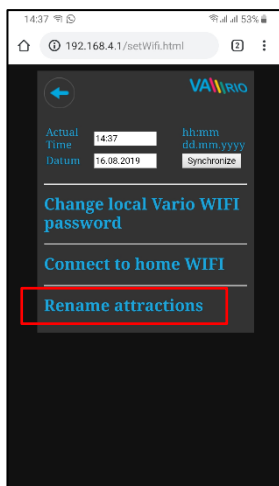 14:37 53%
192.168.4.1/setWifi.html 2
VARIO
Actual hh:mm
Time 14:37 dd.mm.yyyy
Datum 16.08.2019 Synchronize
Change local Vario WIFI
password
Connect to home WIFI
Rename attractions